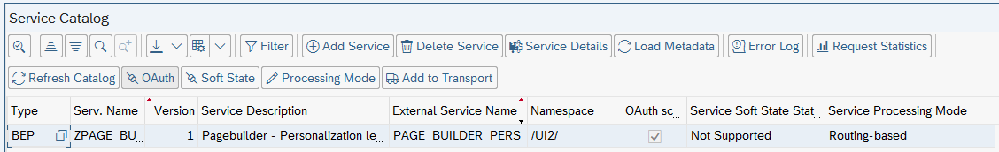 Service Catalog
Filter Add Service Delete Service Service Details Load Metadata Error Log Request Statistics
Refresh Catalog OAuth Soft State Processing Mode Add to Transport
Type Serv. Name Version Service Description External Service Name Namespace OAuth sc... Service Soft State Stat... Service Processing Mode
BEP ZPAGE_BU... 1 Pagebuilder - Personalization le... PAGE_BUILDER_PERS /UI2/ Not Supported Routing-based